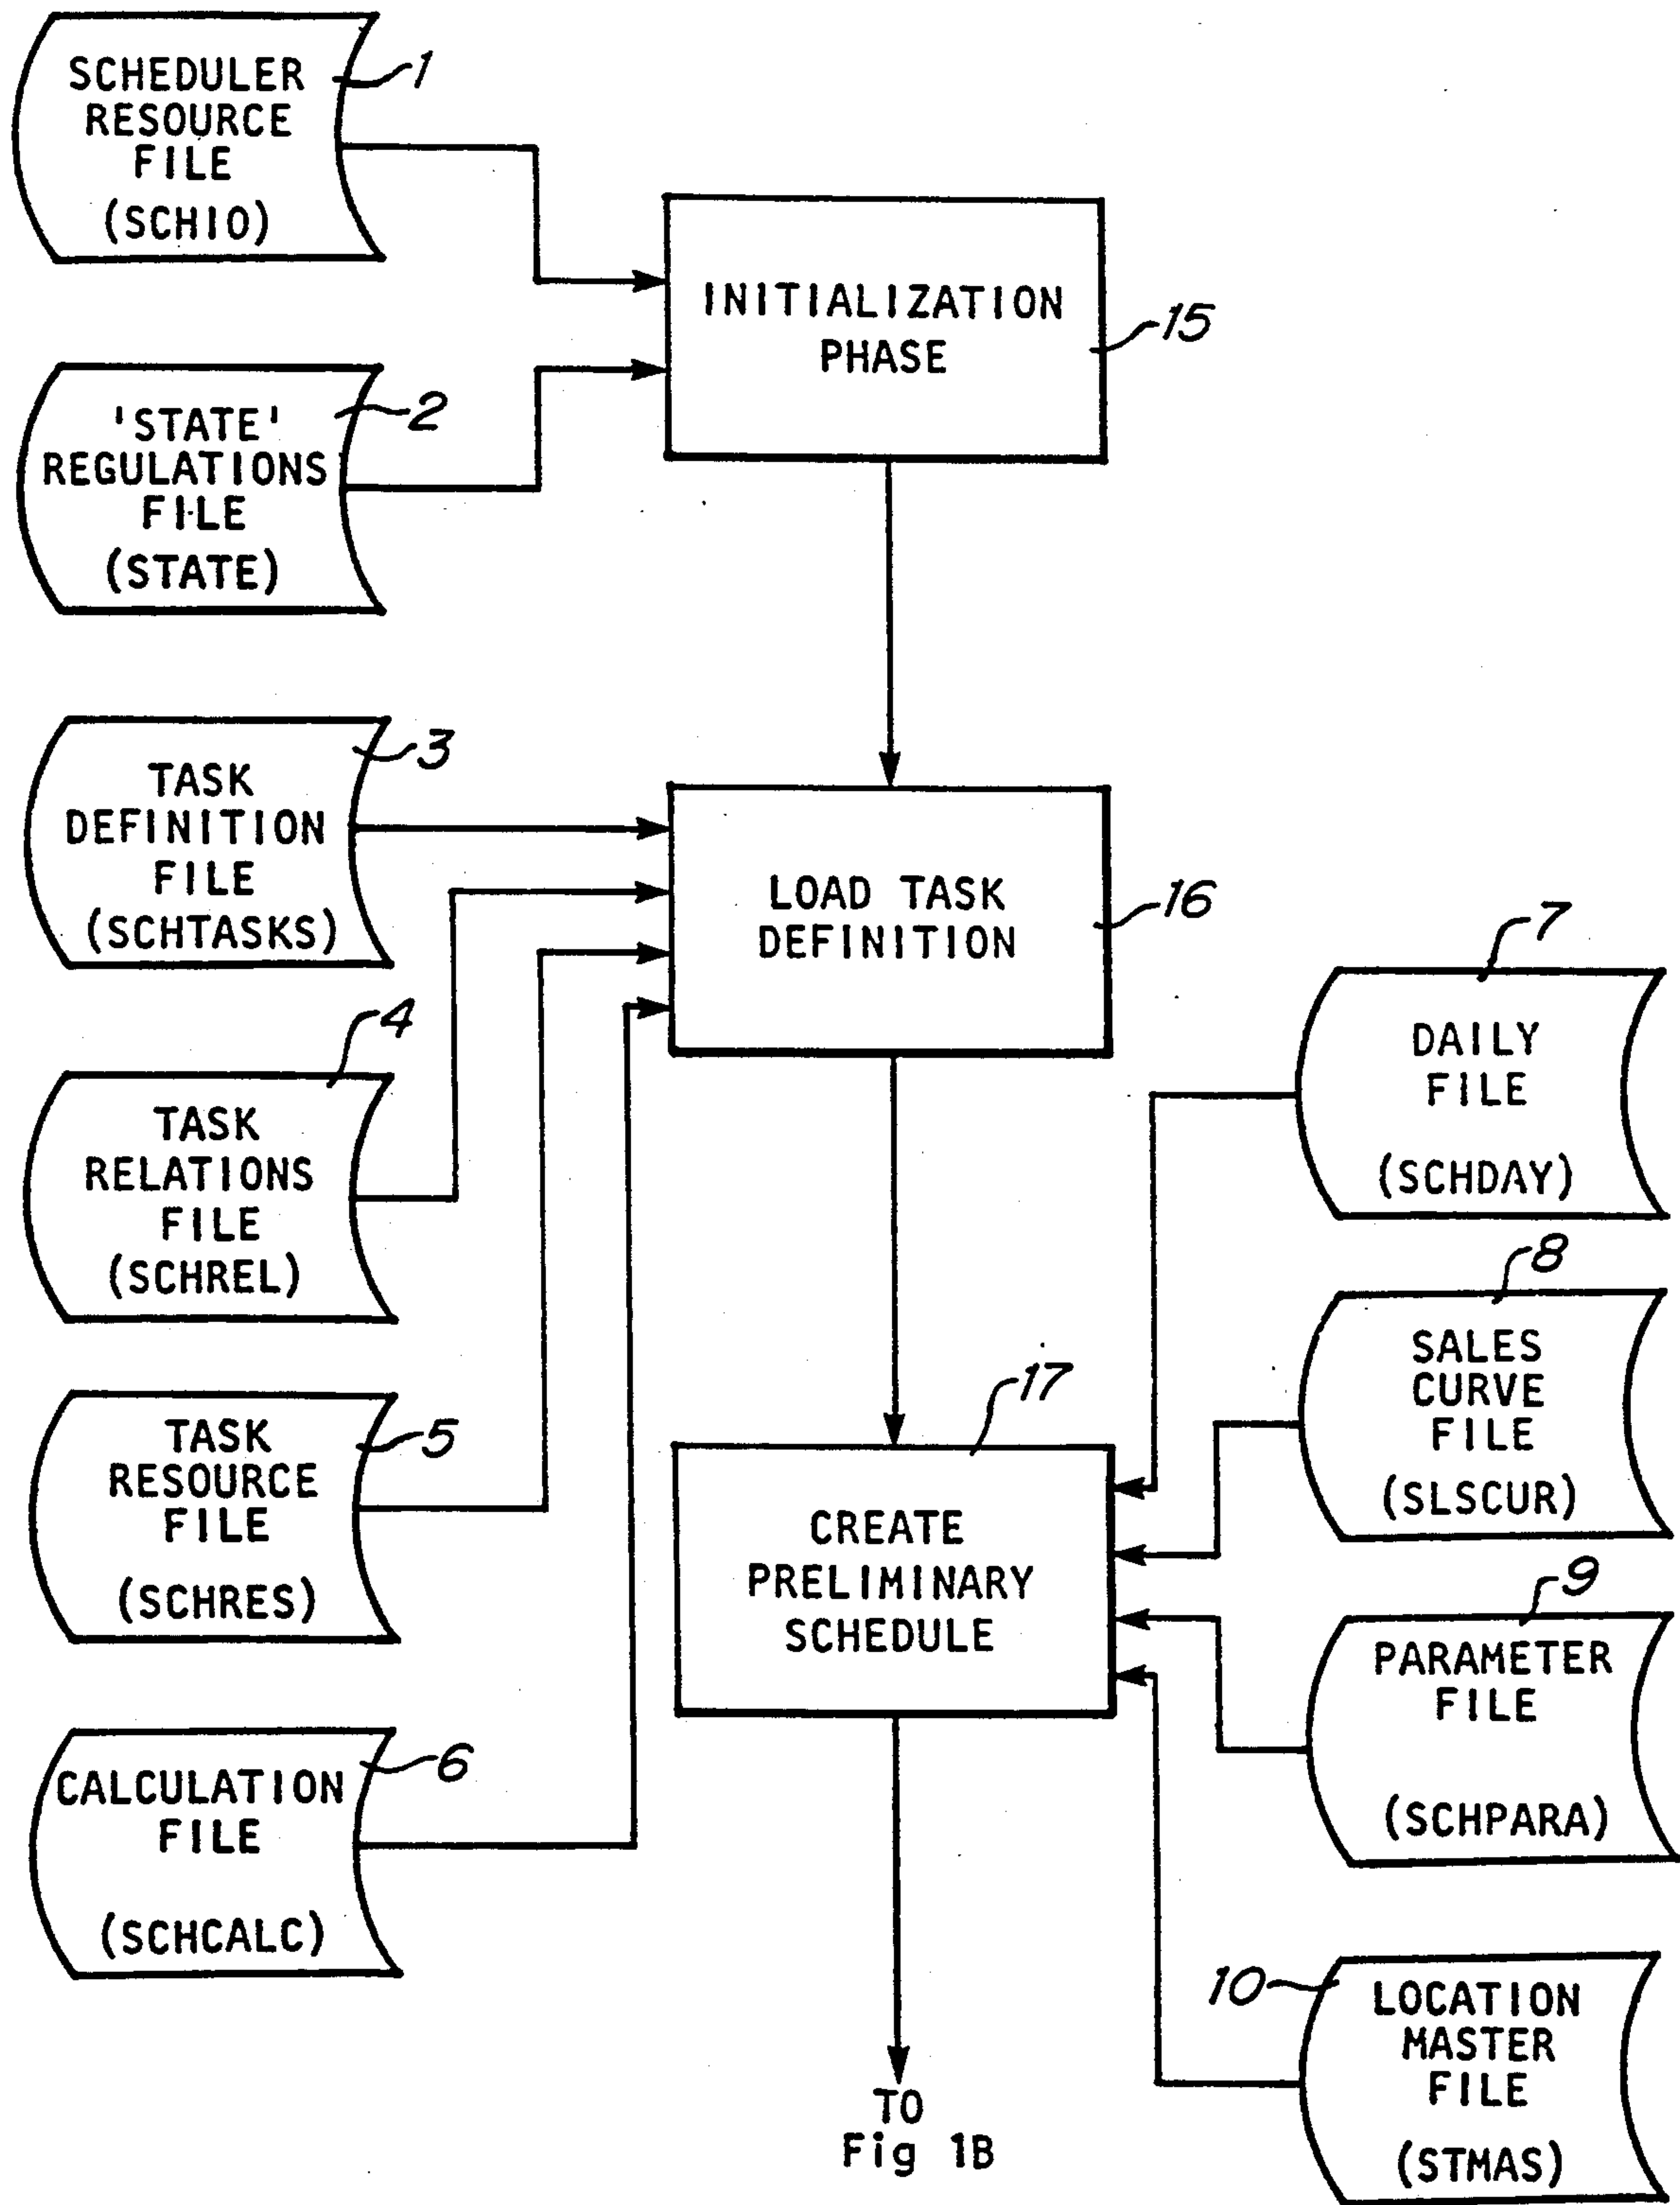 SCHEDULER
RESOURCE
FILE
(SCHIO)
1
INITIALIZATION
PHASE
15
'STATE'
REGULATIONS
FILE
(STATE)
2
TASK
DEFINITION
FILE
(SCHTASKS)
3
LOAD TASK
DEFINITION
16
TASK
RELATIONS
FILE
(SCHREL)
4
7
DAILY
FILE
(SCHDAY)
TASK
RESOURCE
FILE
(SCHRES)
5
17
CREATE
PRELIMINARY
SCHEDULE
8
SALES
CURVE
FILE
(SLSCUR)
CALCULATION
FILE
(SCHCALC)
6
9
PARAMETER
FILE
(SCHPARA)
10
LOCATION
MASTER
FILE
(STMAS)
TO
Fig 1B